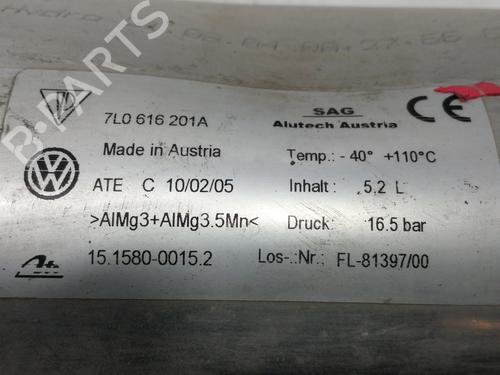 SAG
7L0 616 201A
Alutech Austria
CE
Made in Austria
Temp.: - 40° +110°C
ATE C 10/02/05
Inhalt : 5.2 L
>AlMg3+AlMg3.5Mn<
Druck: 16.5 bar
15.1580-0015.2
Los-.:Nr.: FL-81397/00
B-PARTS